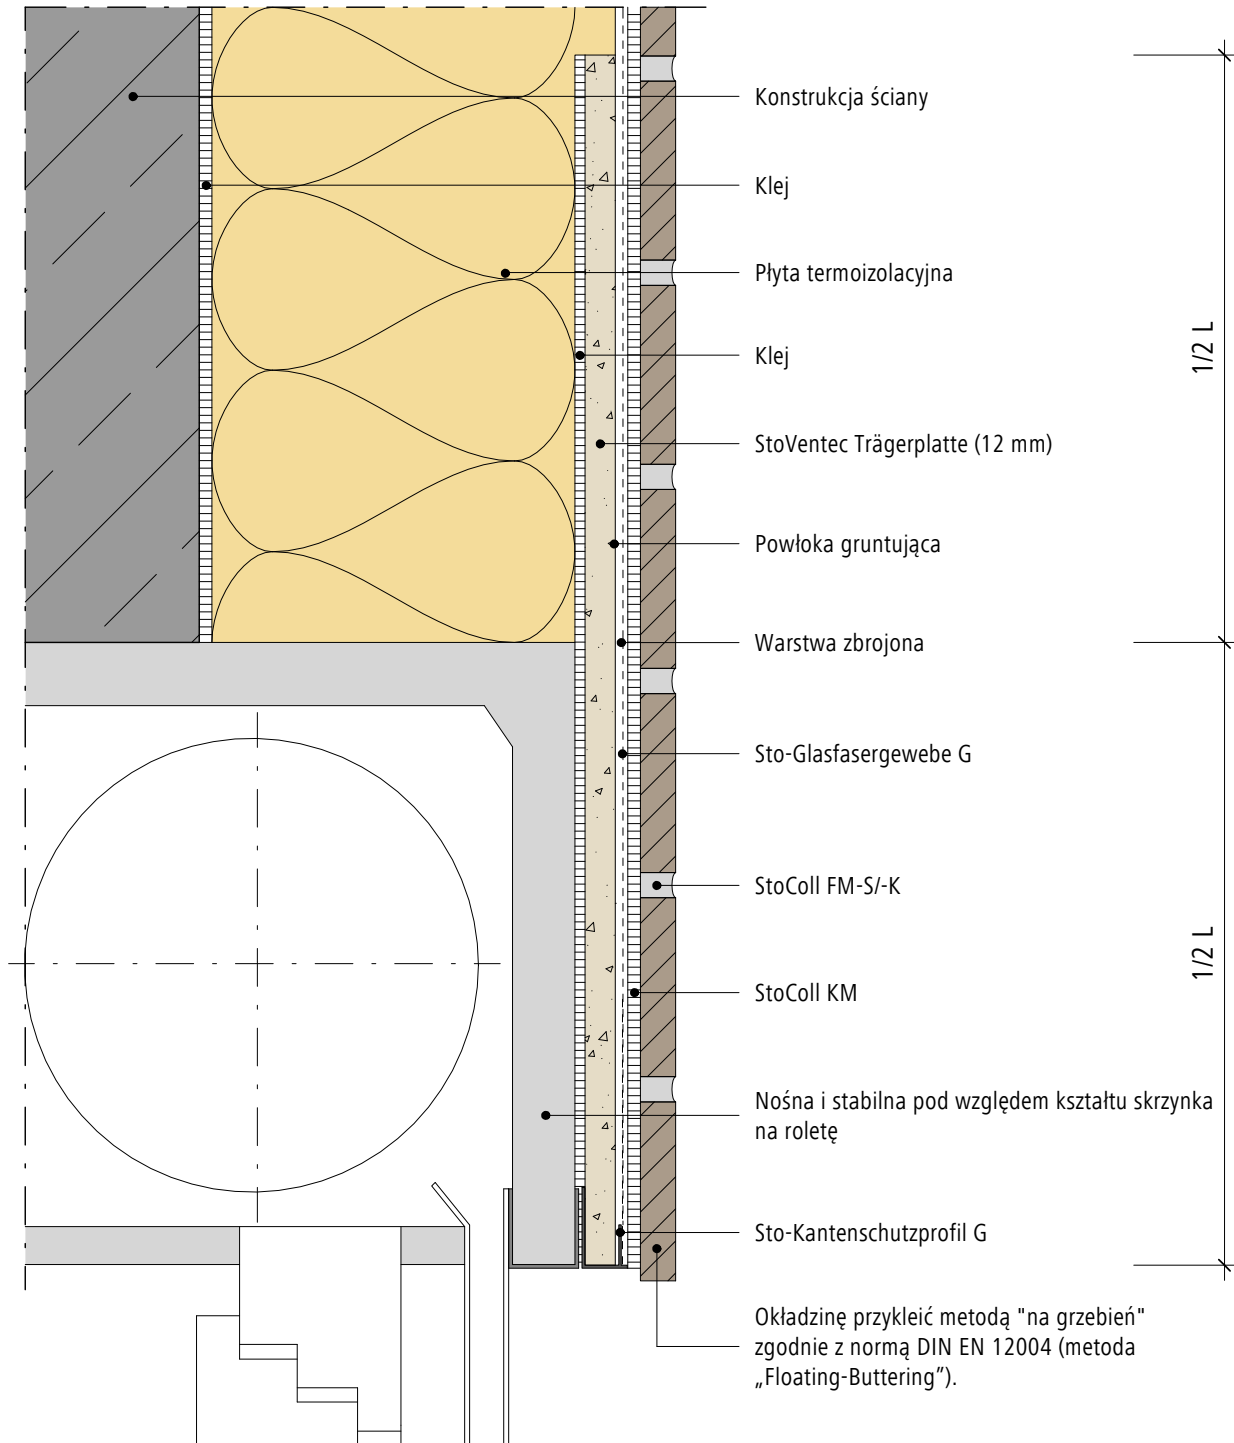 Konstrukcja ściany
Klej
Płyta termoizolacyjna
Klej
StoVentec Trägerplatte (12 mm)
Powłoka gruntująca
Warstwa zbrojona
Sto-Glasfasergewebe G
StoColl FM-S/-K
StoColl KM
Nośna i stabilna pod względem kształtu skrzynka
na roletę
Sto-Kantenschutzprofil G
Okładzinę przykleić metodą "na grzebień"
zgodnie z normą DIN EN 12004 (metoda
„Floating-Buttering”).
1/2 L
1/2 L